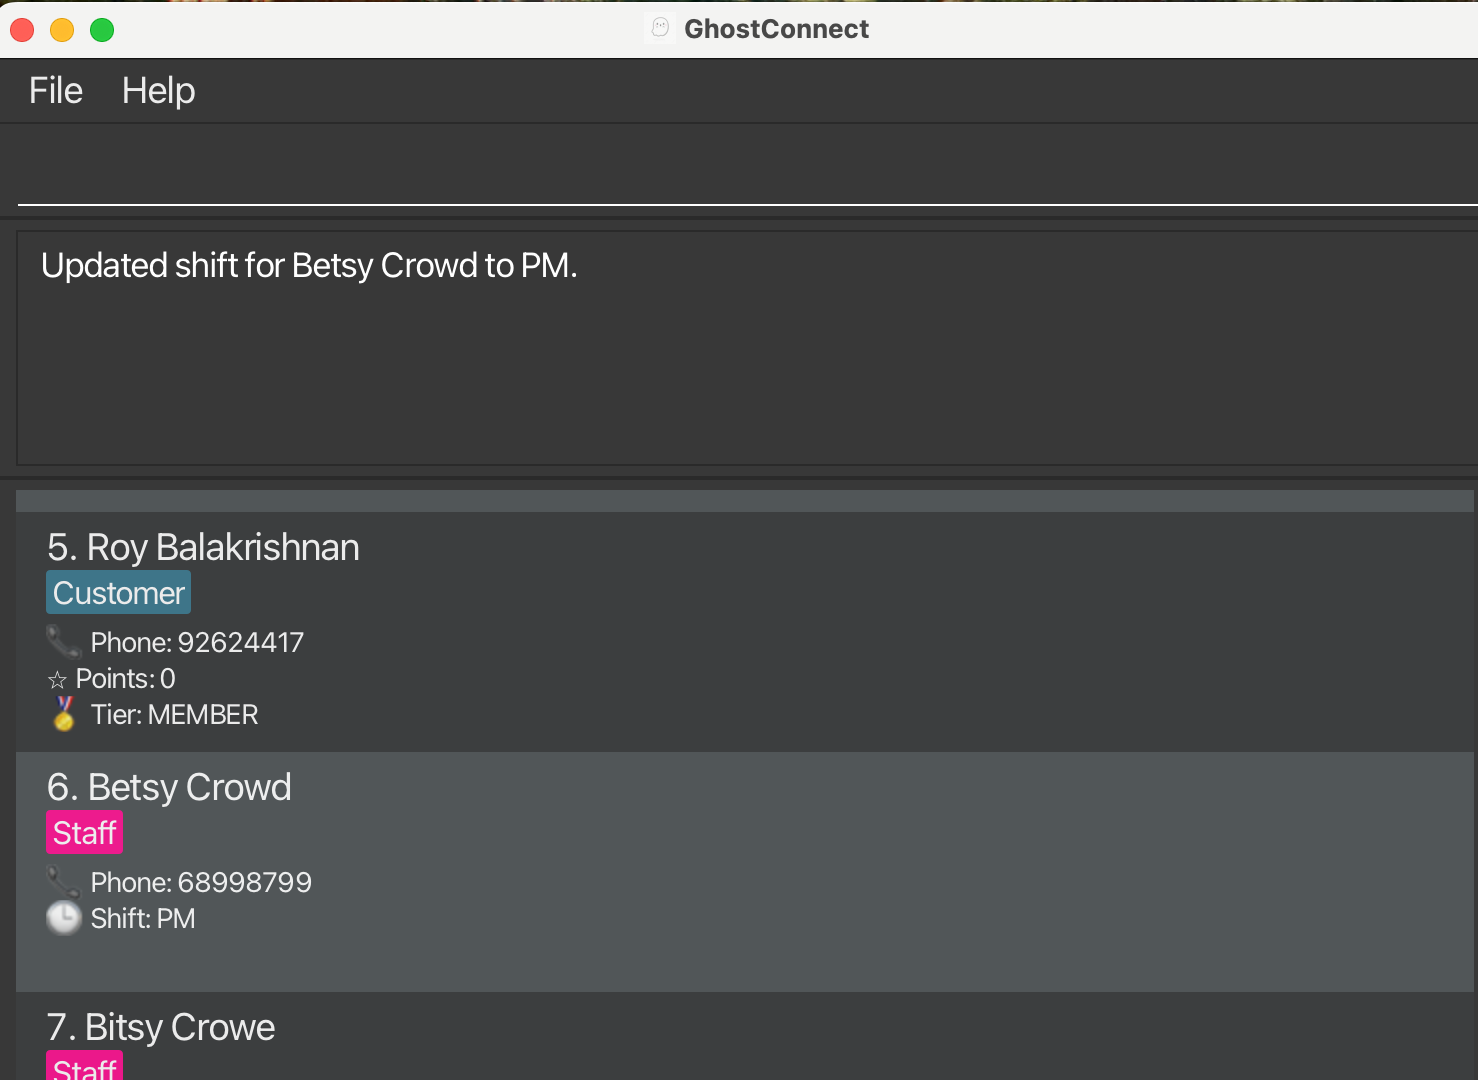 GhostConnect
File Help
Updated shift for Betsy Crowd to PM.
5. Roy Balakrishnan
Customer
Phone: 92624417
☆ Points: 0
Tier: MEMBER
6. Betsy Crowd
Staff
Phone: 68998799
Shift: PM
7. Bitsy Crowe
Staff